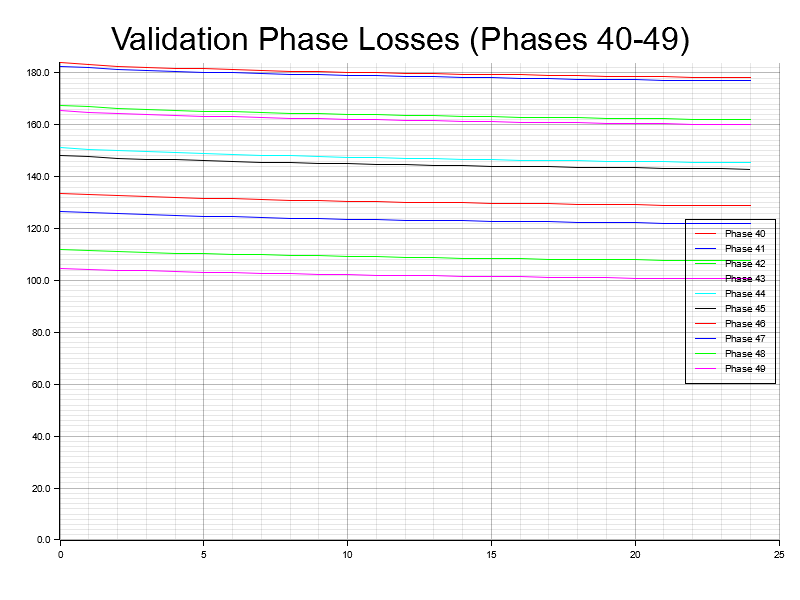 Validation Phase Losses (Phases 40-49)
180.0
160.0
140.0
120.0
100.0
80.0
60.0
40.0
20.0
0.0
Phase 40
Phase 41
Phase 42
Phase 43
Phase 44
Phase 45
Phase 46
Phase 47
Phase 48
Phase 49
0 5 10 15 20 25